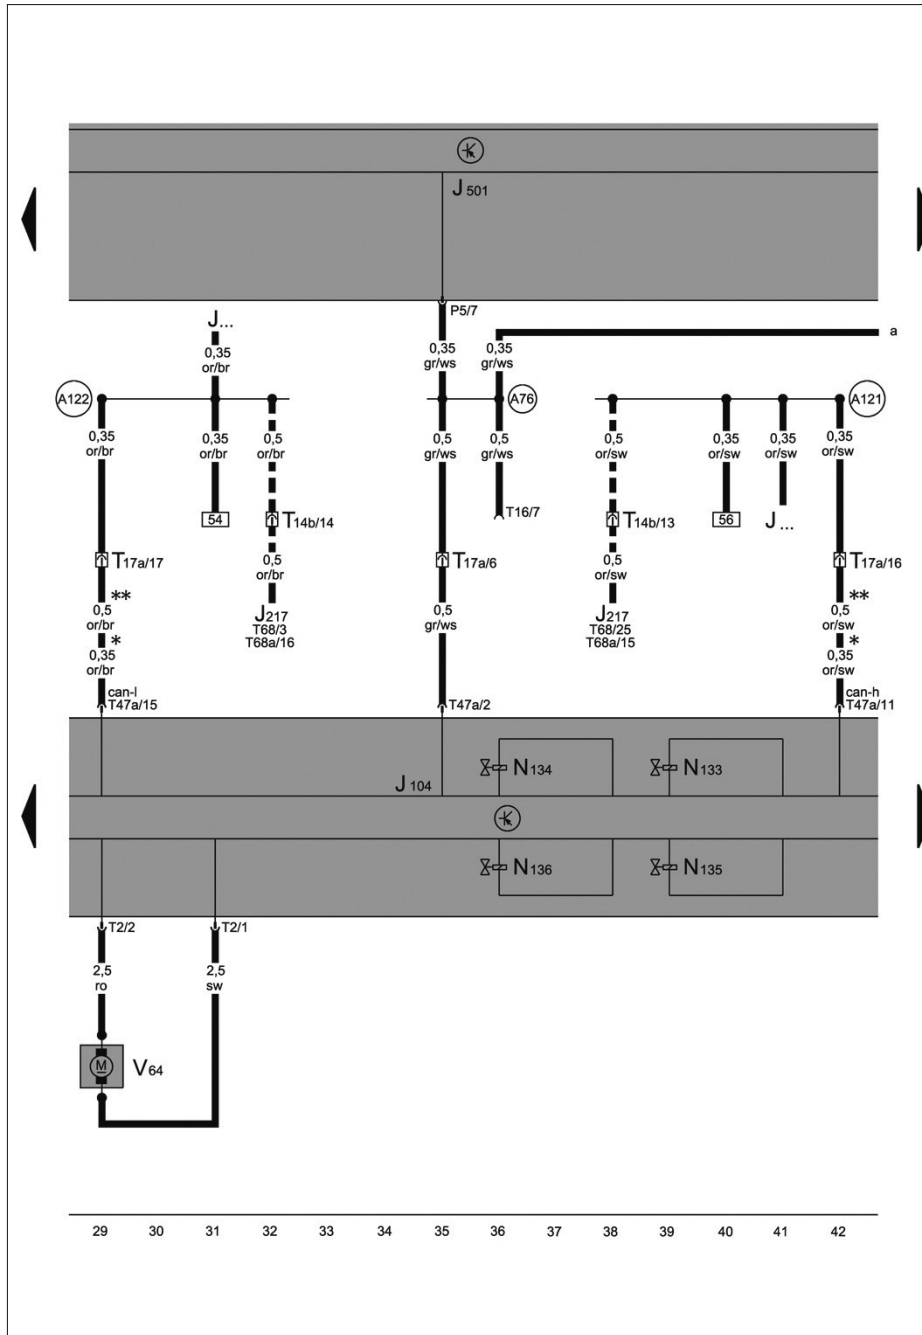 J 501
P5/7
J...
a
0,35
or/br
0,35
gr/ws
0,35
gr/ws
A122
A76
A121
0,35
or/br
0,35
or/br
0,5
or/br
0,5
gr/ws
0,5
gr/ws
0,5
or/sw
0,35
or/sw
0,35
or/sw
0,35
or/sw
54
T14b/14
T16/7
T14b/13
56
J ...
T17a/17
T17a/6
T17a/16
0,5
or/br
0,5
or/sw
**
**
0,5
or/br
J217
T68/3
T68a/16
0,5
gr/ws
J217
T68/25
T68a/15
0,5
or/sw
*
*
0,35
or/br
0,35
or/sw
can-l
T47a/15
T47a/2
can-h
T47a/11
J 104
N134
N133
N136
N135
T2/2
T2/1
2,5
ro
2,5
sw
M
V64
29 30 31 32 33 34 35 36 37 38 39 40 41 42